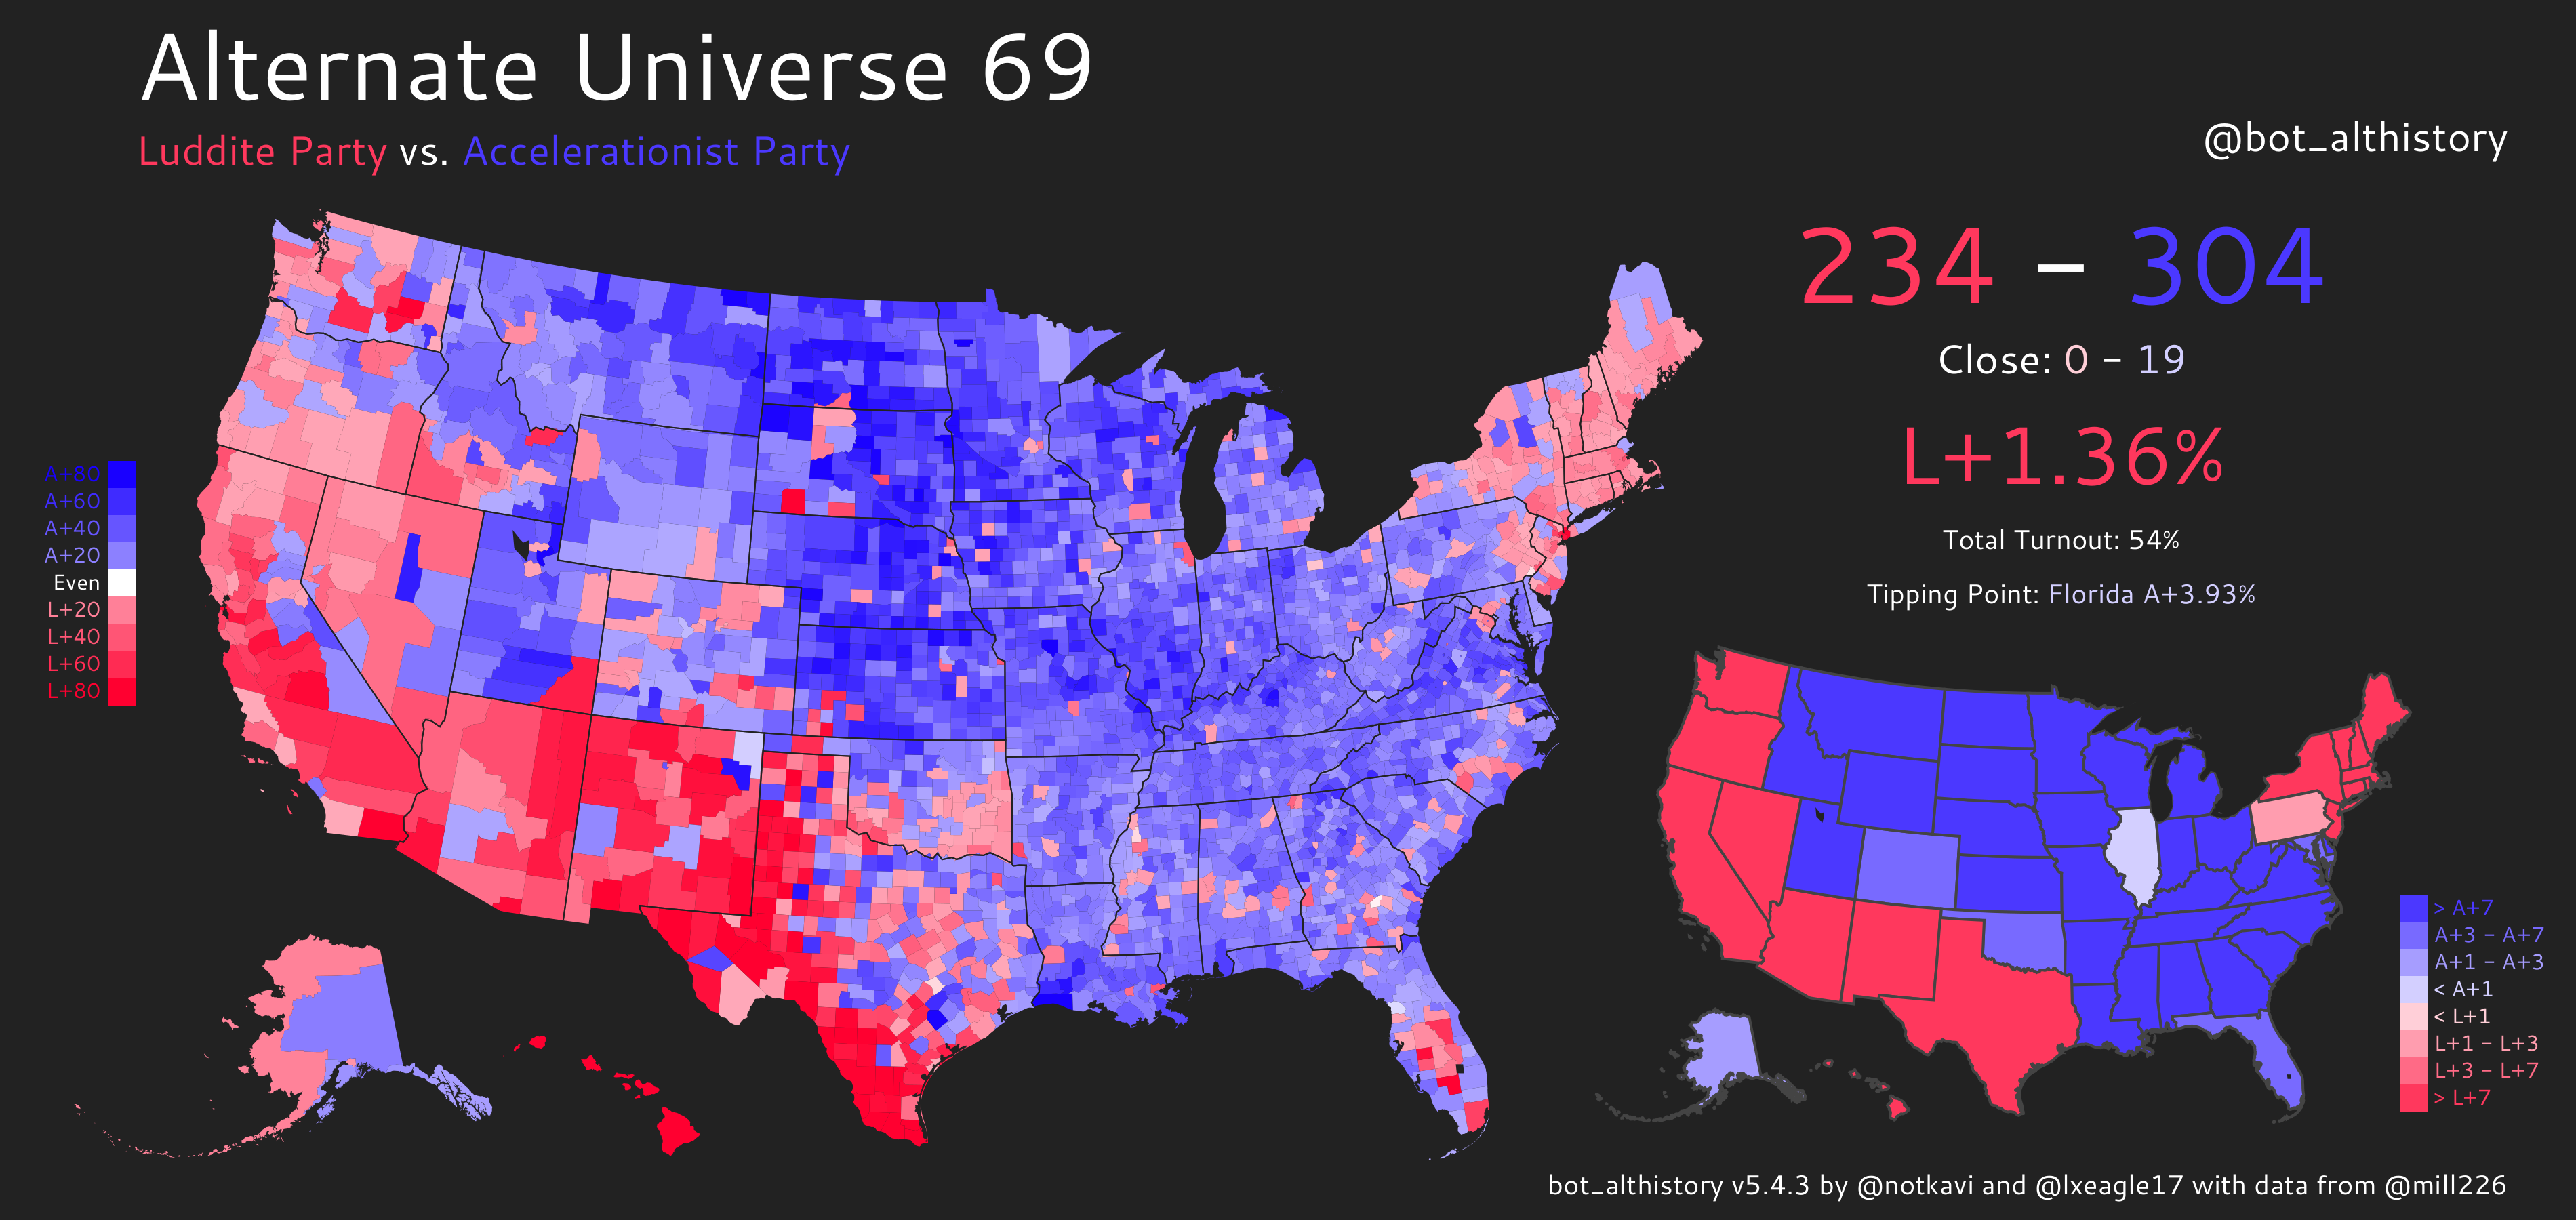 Alternate Universe 69
Luddite Party vs. Accelerationist Party
@bot_althistory
234 – 304
Close: 0 – 19
L+1.36%
Total Turnout: 54%
Tipping Point: Florida A+3.93%
A+80
A+60
A+40
A+20
Even
L+20
L+40
L+60
L+80
> A+7
A+3 – A+7
A+1 – A+3
< A+1
< L+1
L+1 – L+3
L+3 – L+7
> L+7
bot_althistory v5.4.3 by @notkavi and @lxeagle17 with data from @mill226